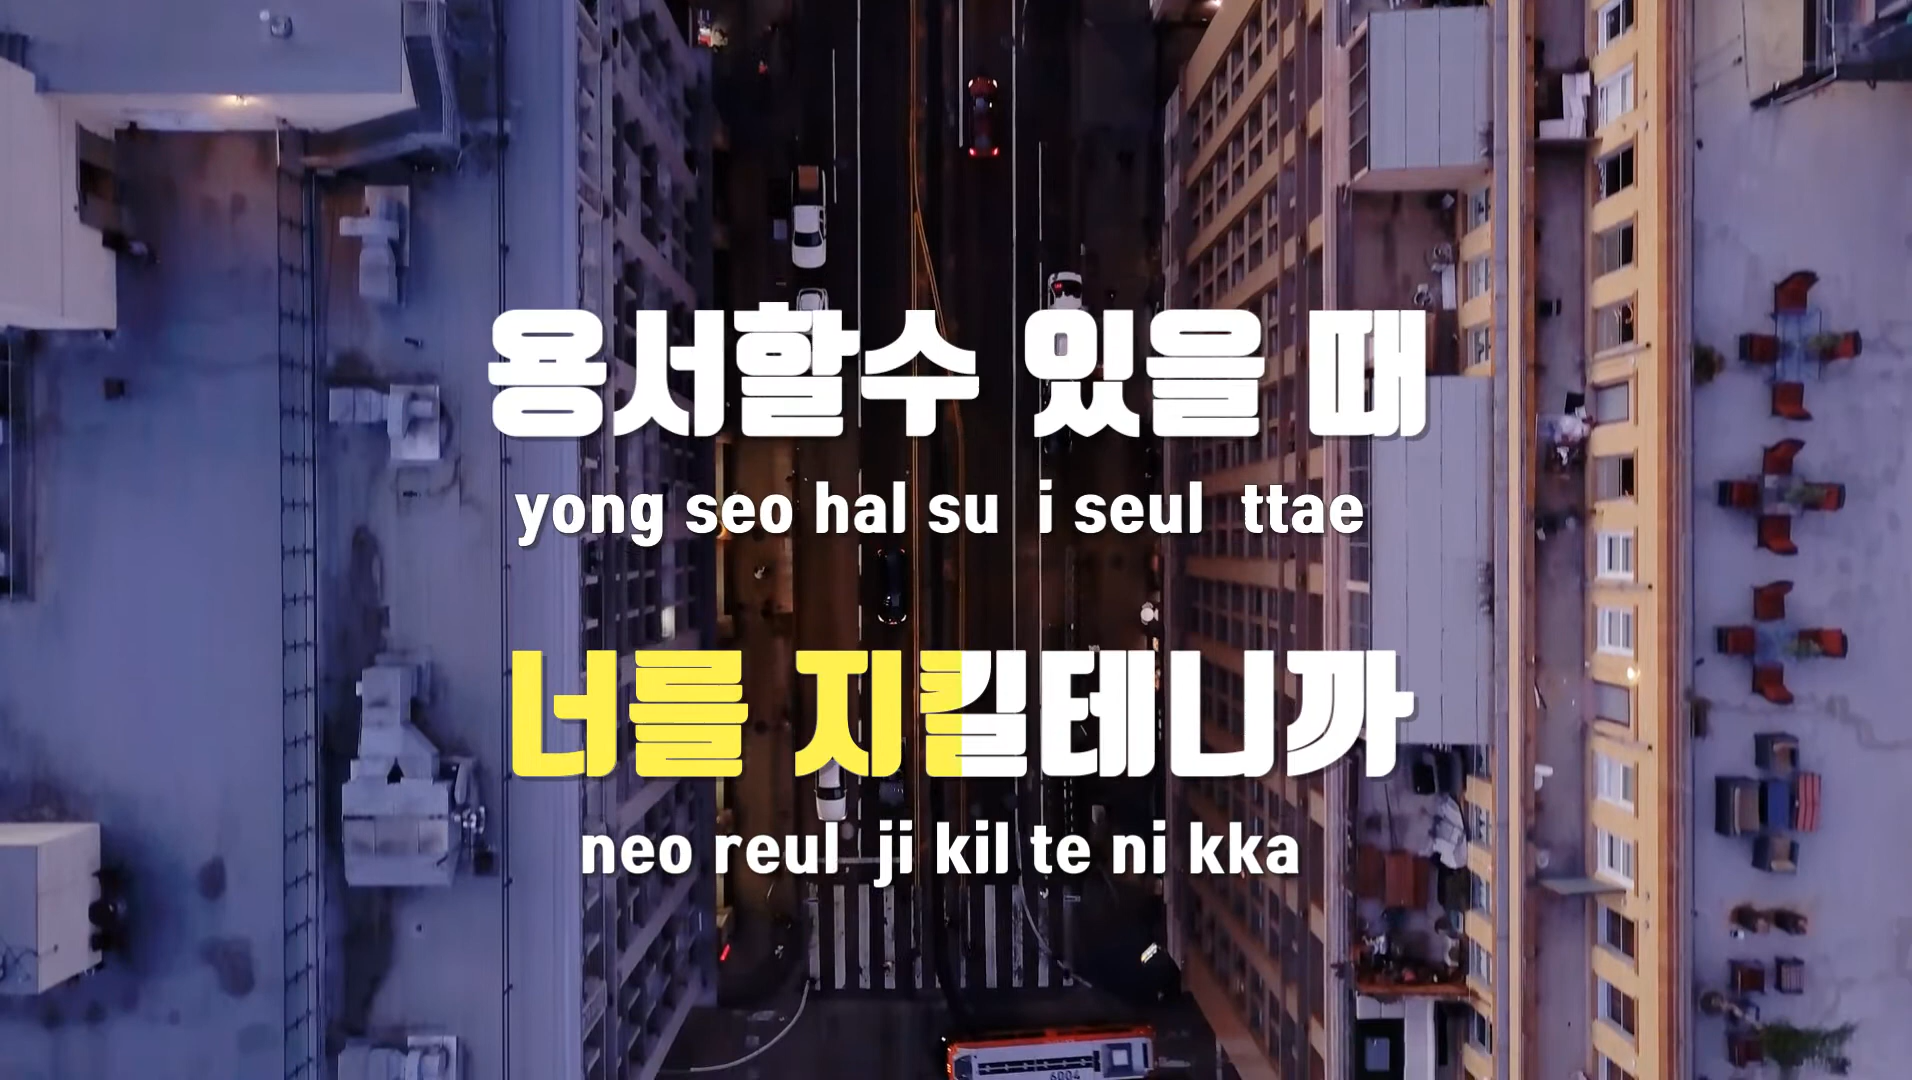 용서할수 있을 때
yong seo hal su i seul ttae
너를 지킬테니까
neo reul ji kil te ni kka
6004